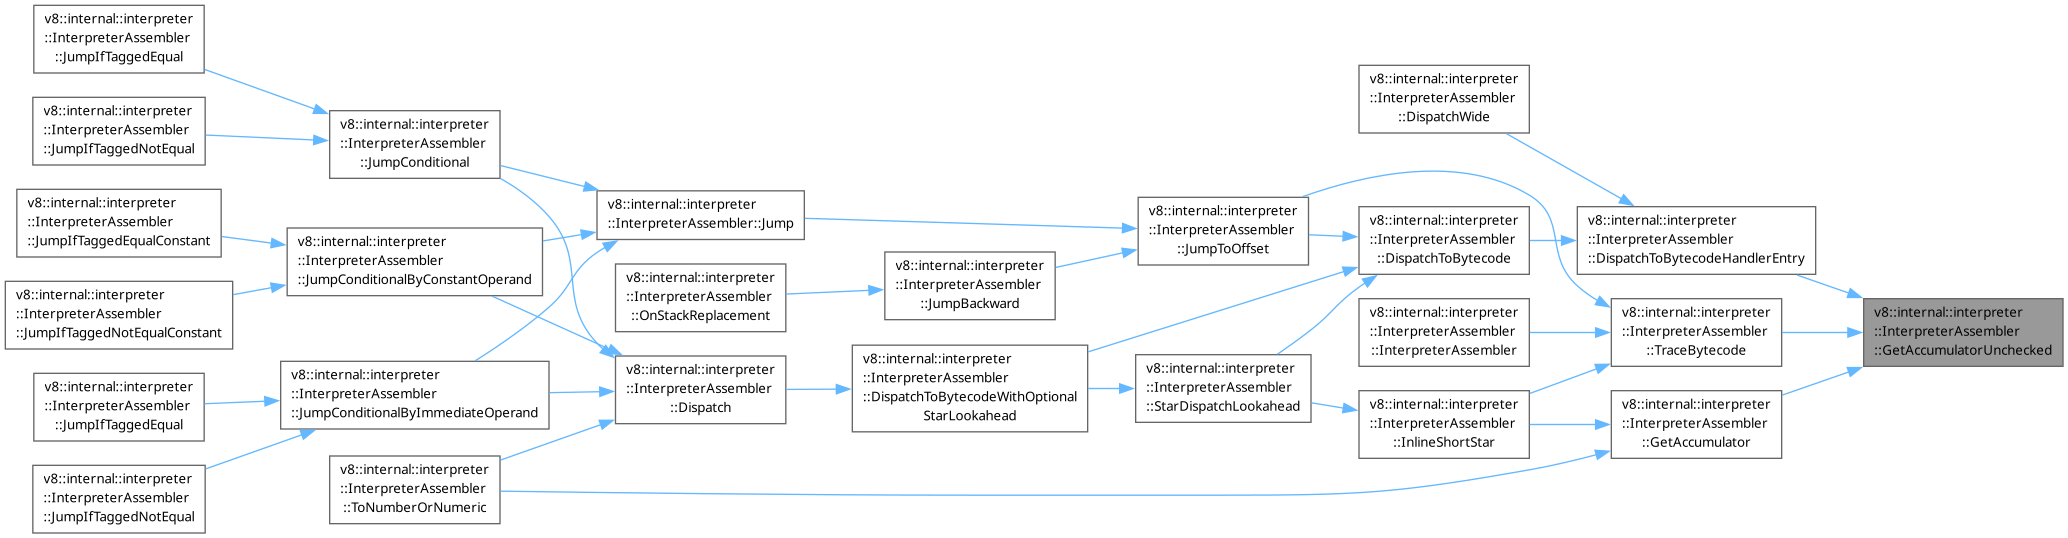 v8::internal::interpreter
::InterpreterAssembler
::JumpIfTaggedEqual
v8::internal::interpreter
::InterpreterAssembler
::JumpIfTaggedNotEqual
v8::internal::interpreter
::InterpreterAssembler
::JumpIfTaggedEqualConstant
v8::internal::interpreter
::InterpreterAssembler
::JumpIfTaggedNotEqualConstant
v8::internal::interpreter
::InterpreterAssembler
::JumpIfTaggedEqual
v8::internal::interpreter
::InterpreterAssembler
::JumpIfTaggedNotEqual
v8::internal::interpreter
::InterpreterAssembler
::JumpConditional
v8::internal::interpreter
::InterpreterAssembler
::JumpConditionalByConstantOperand
v8::internal::interpreter
::InterpreterAssembler
::JumpConditionalByImmediateOperand
v8::internal::interpreter
::InterpreterAssembler
::ToNumberOrNumeric
v8::internal::interpreter
::InterpreterAssembler::Jump
v8::internal::interpreter
::InterpreterAssembler
::OnStackReplacement
v8::internal::interpreter
::InterpreterAssembler
::Dispatch
v8::internal::interpreter
::InterpreterAssembler
::JumpBackward
v8::internal::interpreter
::InterpreterAssembler
::DispatchToBytecodeWithOptional
StarLookahead
v8::internal::interpreter
::InterpreterAssembler
::JumpToOffset
v8::internal::interpreter
::InterpreterAssembler
::StarDispatchLookahead
v8::internal::interpreter
::InterpreterAssembler
::DispatchWide
v8::internal::interpreter
::InterpreterAssembler
::DispatchToBytecode
v8::internal::interpreter
::InterpreterAssembler
::InterpreterAssembler
v8::internal::interpreter
::InterpreterAssembler
::InlineShortStar
v8::internal::interpreter
::InterpreterAssembler
::DispatchToBytecodeHandlerEntry
v8::internal::interpreter
::InterpreterAssembler
::TraceBytecode
v8::internal::interpreter
::InterpreterAssembler
::GetAccumulator
v8::internal::interpreter
::InterpreterAssembler
::GetAccumulatorUnchecked